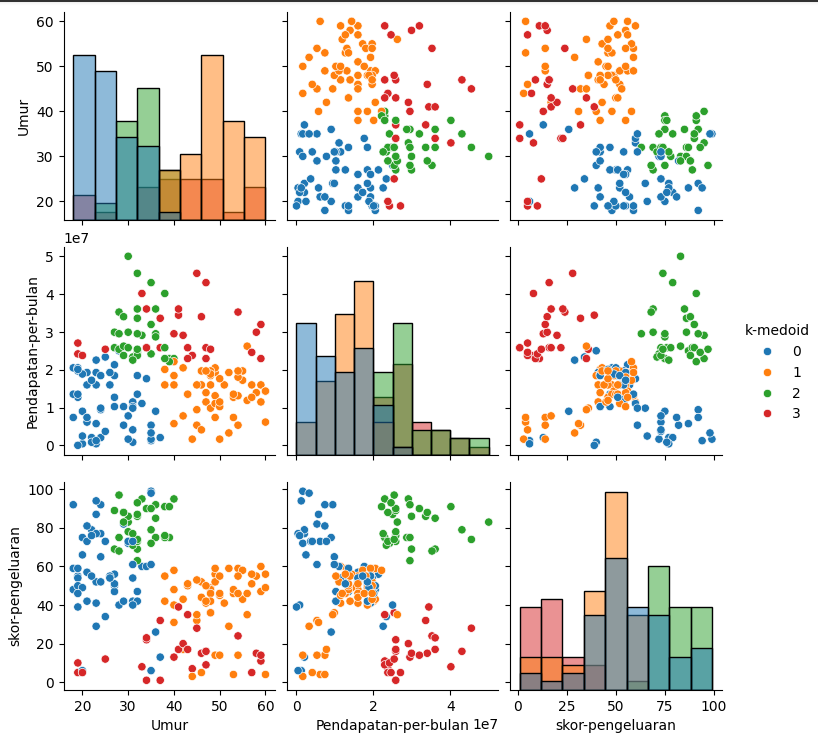 60
50
40
30
20
Umur
1e7
5
4
3
2
1
0
Pendapatan-per-bulan
k-medoid
0
1
2
3
100
80
60
40
20
0
skor-pengeluaran
20 40 60
Umur
0 2 4
Pendapatan-per-bulan 1e7
0 25 50 75 100
skor-pengeluaran